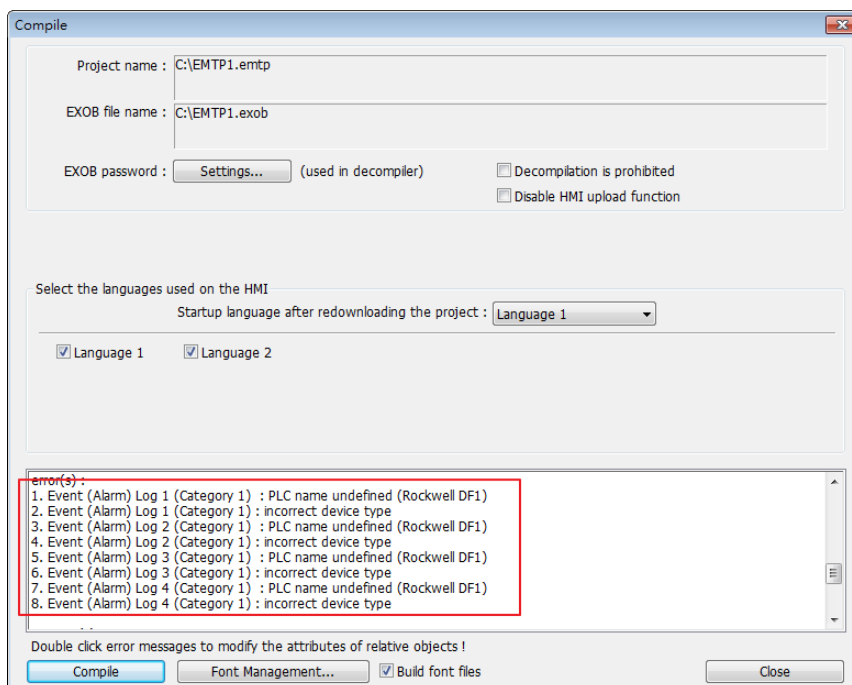 Compile
Project name : C:\EMTP1.emtp
EXOB file name : C:\EMTP1.exob
EXOB password : Settings... (used in decompiler) Decompilation is prohibited
Disable HMI upload function
Select the languages used on the HMI
Startup language after redownloading the project : Language 1
Language 1 Language 2
error(s) :
1. Event (Alarm) Log 1 (Category 1) : PLC name undefined (Rockwell DF1)
2. Event (Alarm) Log 1 (Category 1) : incorrect device type
3. Event (Alarm) Log 2 (Category 1) : PLC name undefined (Rockwell DF1)
4. Event (Alarm) Log 2 (Category 1) : incorrect device type
5. Event (Alarm) Log 3 (Category 1) : PLC name undefined (Rockwell DF1)
6. Event (Alarm) Log 3 (Category 1) : incorrect device type
7. Event (Alarm) Log 4 (Category 1) : PLC name undefined (Rockwell DF1)
8. Event (Alarm) Log 4 (Category 1) : incorrect device type
Double click error messages to modify the attributes of relative objects !
Compile Font Management... Build font files Close